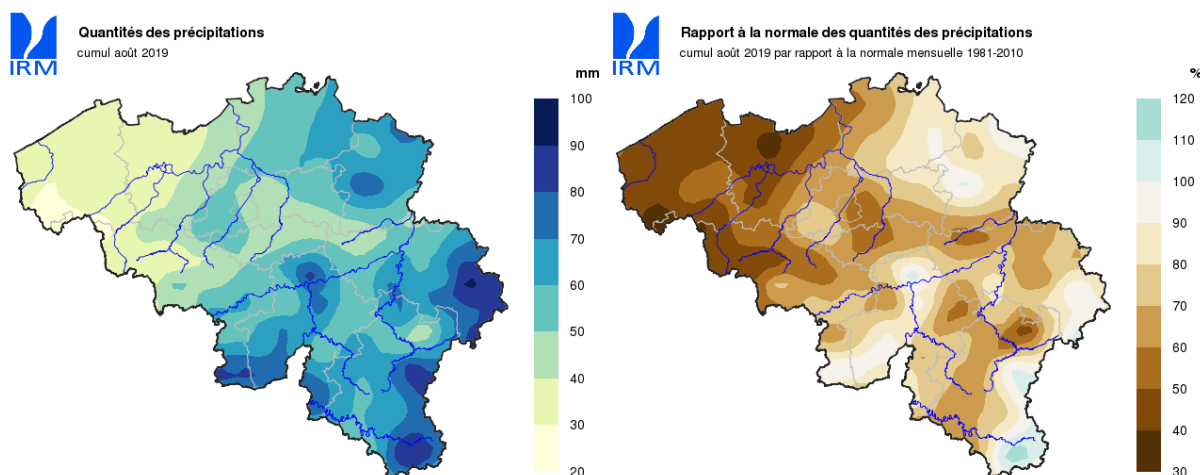 IRM
Quantités des précipitations
cumul août 2019
mm
100
90
80
70
60
50
40
30
20
IRM
Rapport à la normale des quantités des précipitations
cumul août 2019 par rapport à la normale mensuelle 1981-2010
%
120
110
100
90
80
70
60
50
40
30